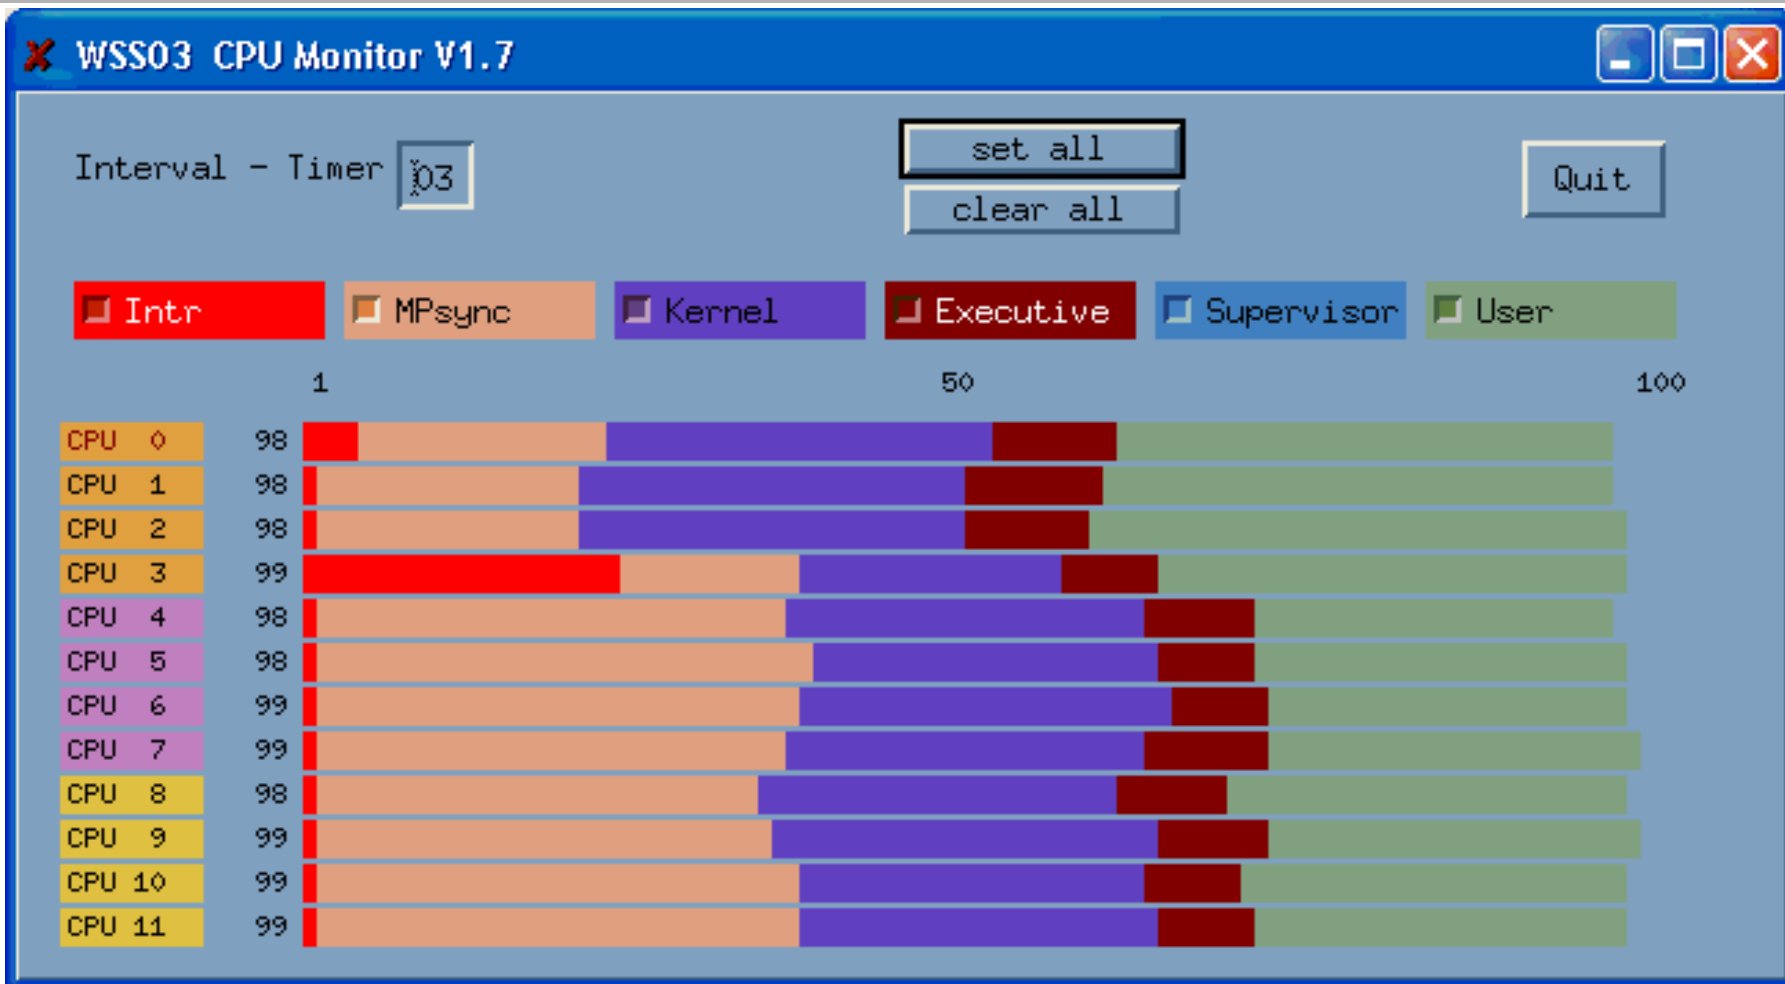 WSS03 CPU Monitor V1.7
Interval - Timer 03
set all
clear all
Quit
Intr MPsync Kernel Executive Supervisor User
1 50 100
CPU 0 98
CPU 1 98
CPU 2 98
CPU 3 99
CPU 4 98
CPU 5 98
CPU 6 99
CPU 7 99
CPU 8 98
CPU 9 99
CPU 10 99
CPU 11 99